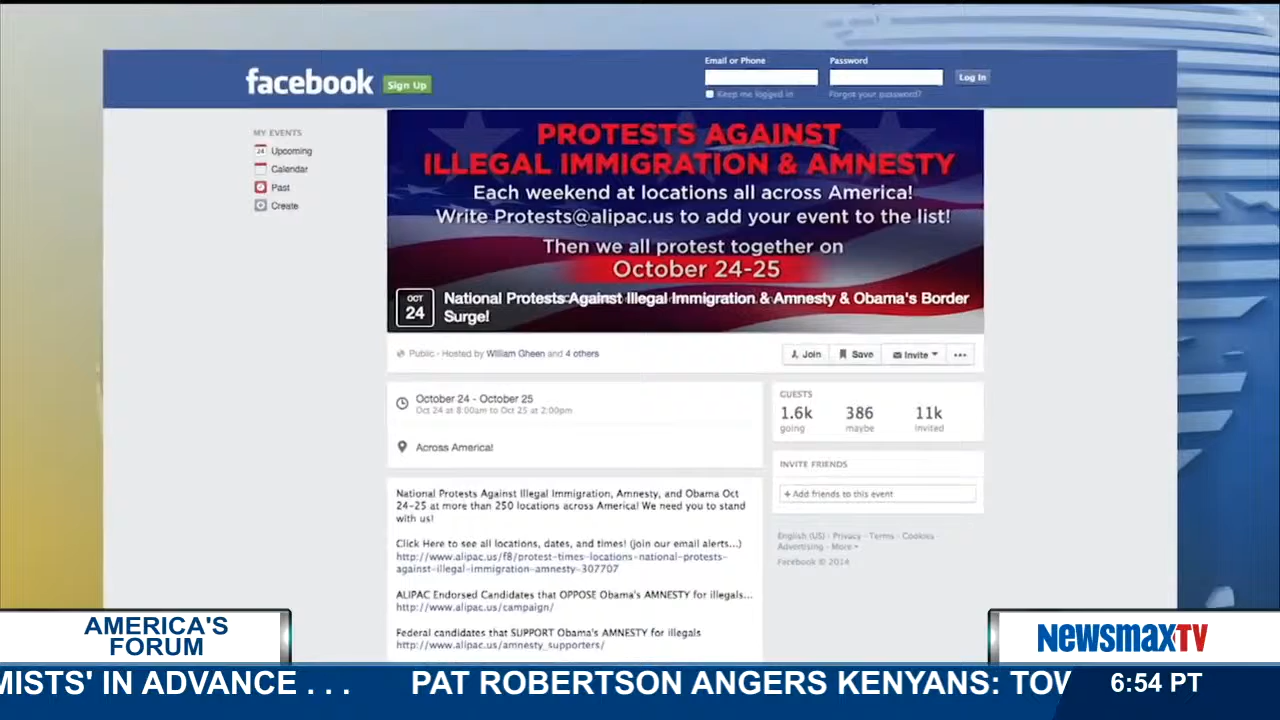 facebook
Sign Up
Email or Phone
Password
Log In
Keep me logged in
Forgot your password?
MY EVENTS
24
Upcoming
Calendar
Past
Create
PROTESTS AGAINST
ILLEGAL IMMIGRATION & AMNESTY
Each weekend at locations all across America!
Write Protests@alipac.us to add your event to the list!
Then we all protest together on
October 24-25
OCT
24
National Protests Against Illegal Immigration & Amnesty & Obama's Border
Surge!
Public · Hosted by William Gheen and 4 others
Join
Save
Invite
October 24 - October 25
Oct 24 at 8:00am to Oct 25 at 2:00pm
Across America!
GUESTS
1.6k
386
11k
going
maybe
invited
INVITE FRIENDS
+ Add friends to this event
English (US) · Privacy · Terms · Cookies ·
Advertising · More
Facebook © 2014
National Protests Against Illegal Immigration, Amnesty, and Obama Oct
24-25 at more than 250 locations across America! We need you to stand
with us!
Click Here to see all locations, dates, and times! (join our email alerts...)
http://www.alipac.us/f8/protest-times-locations-national-protests-
against-illegal-immigration-amnesty-307707
ALIPAC Endorsed Candidates that OPPOSE Obama's AMNESTY for illegals...
http://www.alipac.us/campaign/
Federal candidates that SUPPORT Obama's AMNESTY for illegals
http://www.alipac.us/amnesty_supporters/
AMERICA'S
FORUM
NEWSMAXTV
MISTS' IN ADVANCE . . . PAT ROBERTSON ANGERS KENYANS: TOW
6:54 PT